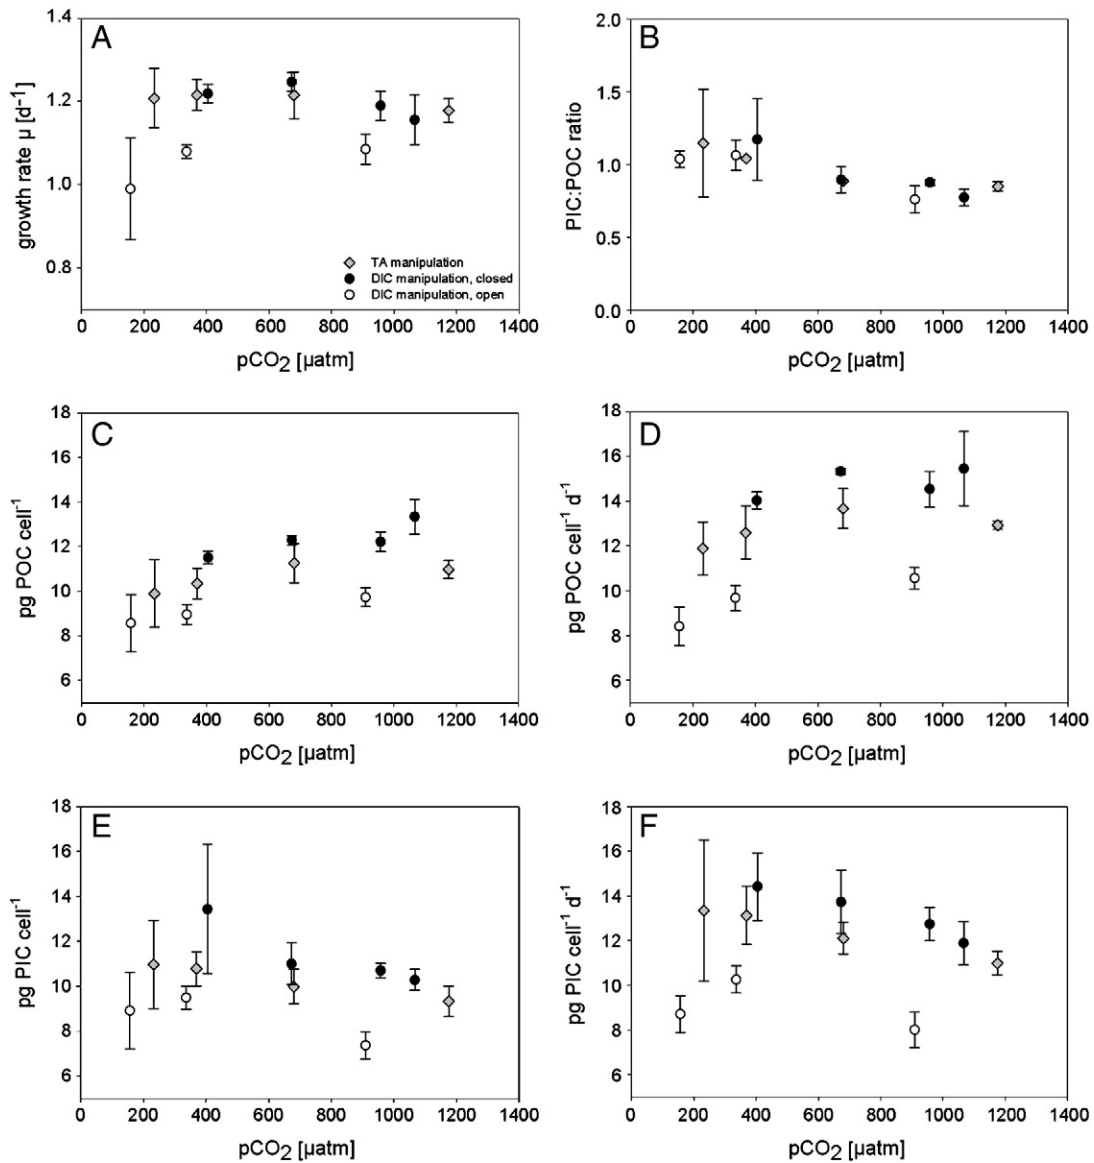 A
growth rate µ [d⁻¹]
1.4
1.2
1.0
0.8
TA manipulation
DIC manipulation, closed
DIC manipulation, open
0 200 400 600 800 1000 1200 1400
pCO₂ [µatm]
B
PIC:POC ratio
2.0
1.5
1.0
0.5
0.0
0 200 400 600 800 1000 1200 1400
pCO₂ [µatm]
C
pg POC cell⁻¹
18
16
14
12
10
8
6
0 200 400 600 800 1000 1200 1400
pCO₂ [µatm]
D
pg POC cell⁻¹ d⁻¹
18
16
14
12
10
8
6
0 200 400 600 800 1000 1200 1400
pCO₂ [µatm]
E
pg PIC cell⁻¹
18
16
14
12
10
8
6
0 200 400 600 800 1000 1200 1400
pCO₂ [µatm]
F
pg PIC cell⁻¹ d⁻¹
18
16
14
12
10
8
6
0 200 400 600 800 1000 1200 1400
pCO₂ [µatm]